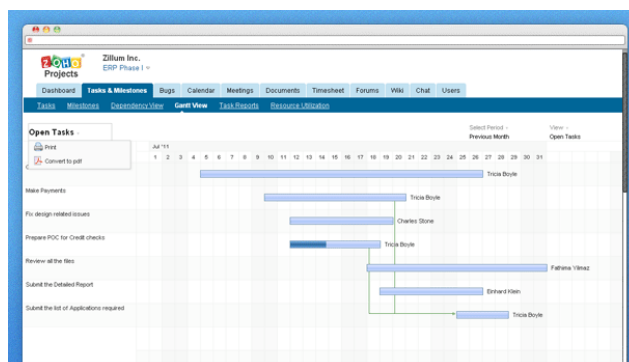 ZOHO
Projects
Zillum Inc.
ERP Phase I
Dashboard Tasks & Milestones Bugs Calendar Meetings Documents Timesheet Forums Wiki Chat Users
Tasks Milestones Dependency View Gantt View Task Reports Resource Utilization
Open Tasks
Select Period
Previous Month
View
Open Tasks
Print
Convert to pdf
Jul '11
1 2 3 4 5 6 7 8 9 10 11 12 13 14 15 16 17 18 19 20 21 22 23 24 25 26 27 28 29 30 31
Tricia Boyle
Make Payments
Tricia Boyle
Fix design related issues
Charles Stone
Prepare POC for Credit checks
Tricia Boyle
Review all the files
Fathima Yilmaz
Submit the Detailed Report
Einhard Klein
Submit the list of Applications required
Tricia Boyle